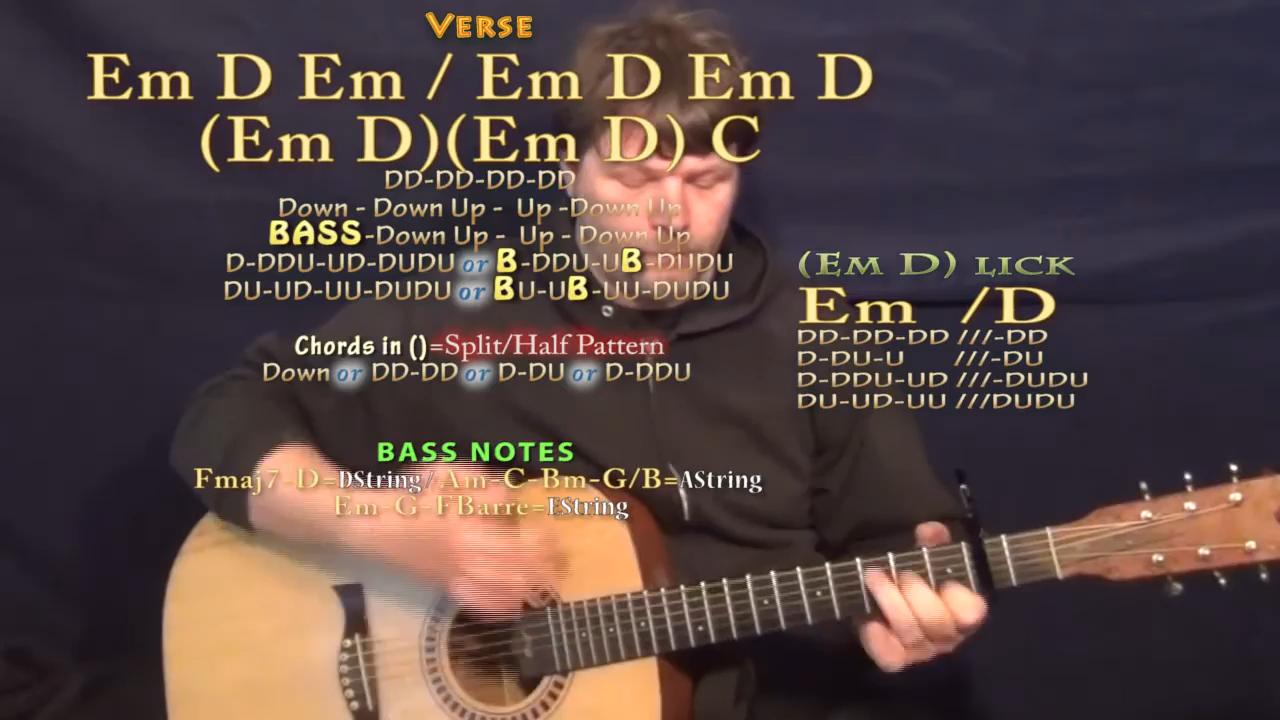 VERSE
Em D Em / Em D Em D
(Em D)(Em D) C
DD-DD-DD-DD
Down - Down Up - Up -Down Up
BASS-Down Up - Up - Down Up
D-DDU-UD-DUDU or B-DDU-UB-DUDU
DU-UD-UU-DUDU or BU-UB-UU-DUDU
Chords in ()=Split/Half Pattern
Down or DD-DD or D-DU or D-DDU
BASS NOTES
Fmaj7-D=DString/ Am-C-Bm-G/B=AString
Em-G-FBarre=EString
(EM D) LICK
Em /D
DD-DD-DD ///-DD
D-DU-U ///-DU
D-DDU-UD ///-DUDU
DU-UD-UU ///DUDU